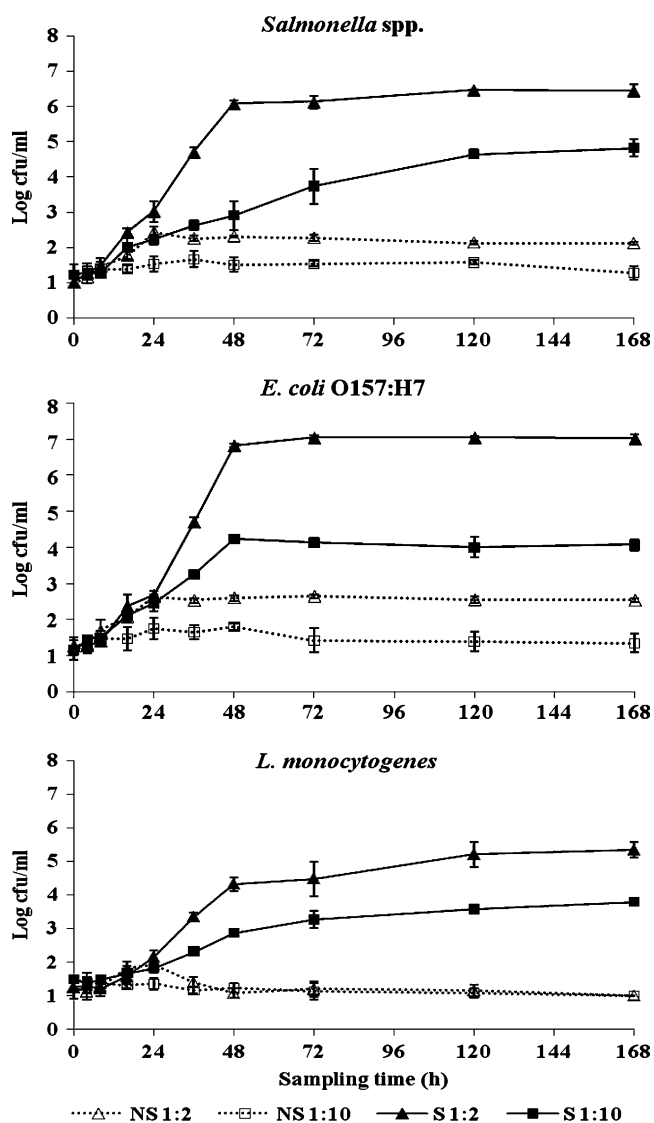 Salmonella spp.
8
7
6
5
4
3
2
1
0
Log cfu/ml
0 24 48 72 96 120 144 168
E. coli O157:H7
8
7
6
5
4
3
2
1
0
Log cfu/ml
0 24 48 72 96 120 144 168
L. monocytogenes
8
7
6
5
4
3
2
1
0
Log cfu/ml
0 24 48 72 96 120 144 168
Sampling time (h)
NS 1:2 NS 1:10 S 1:2 S 1:10